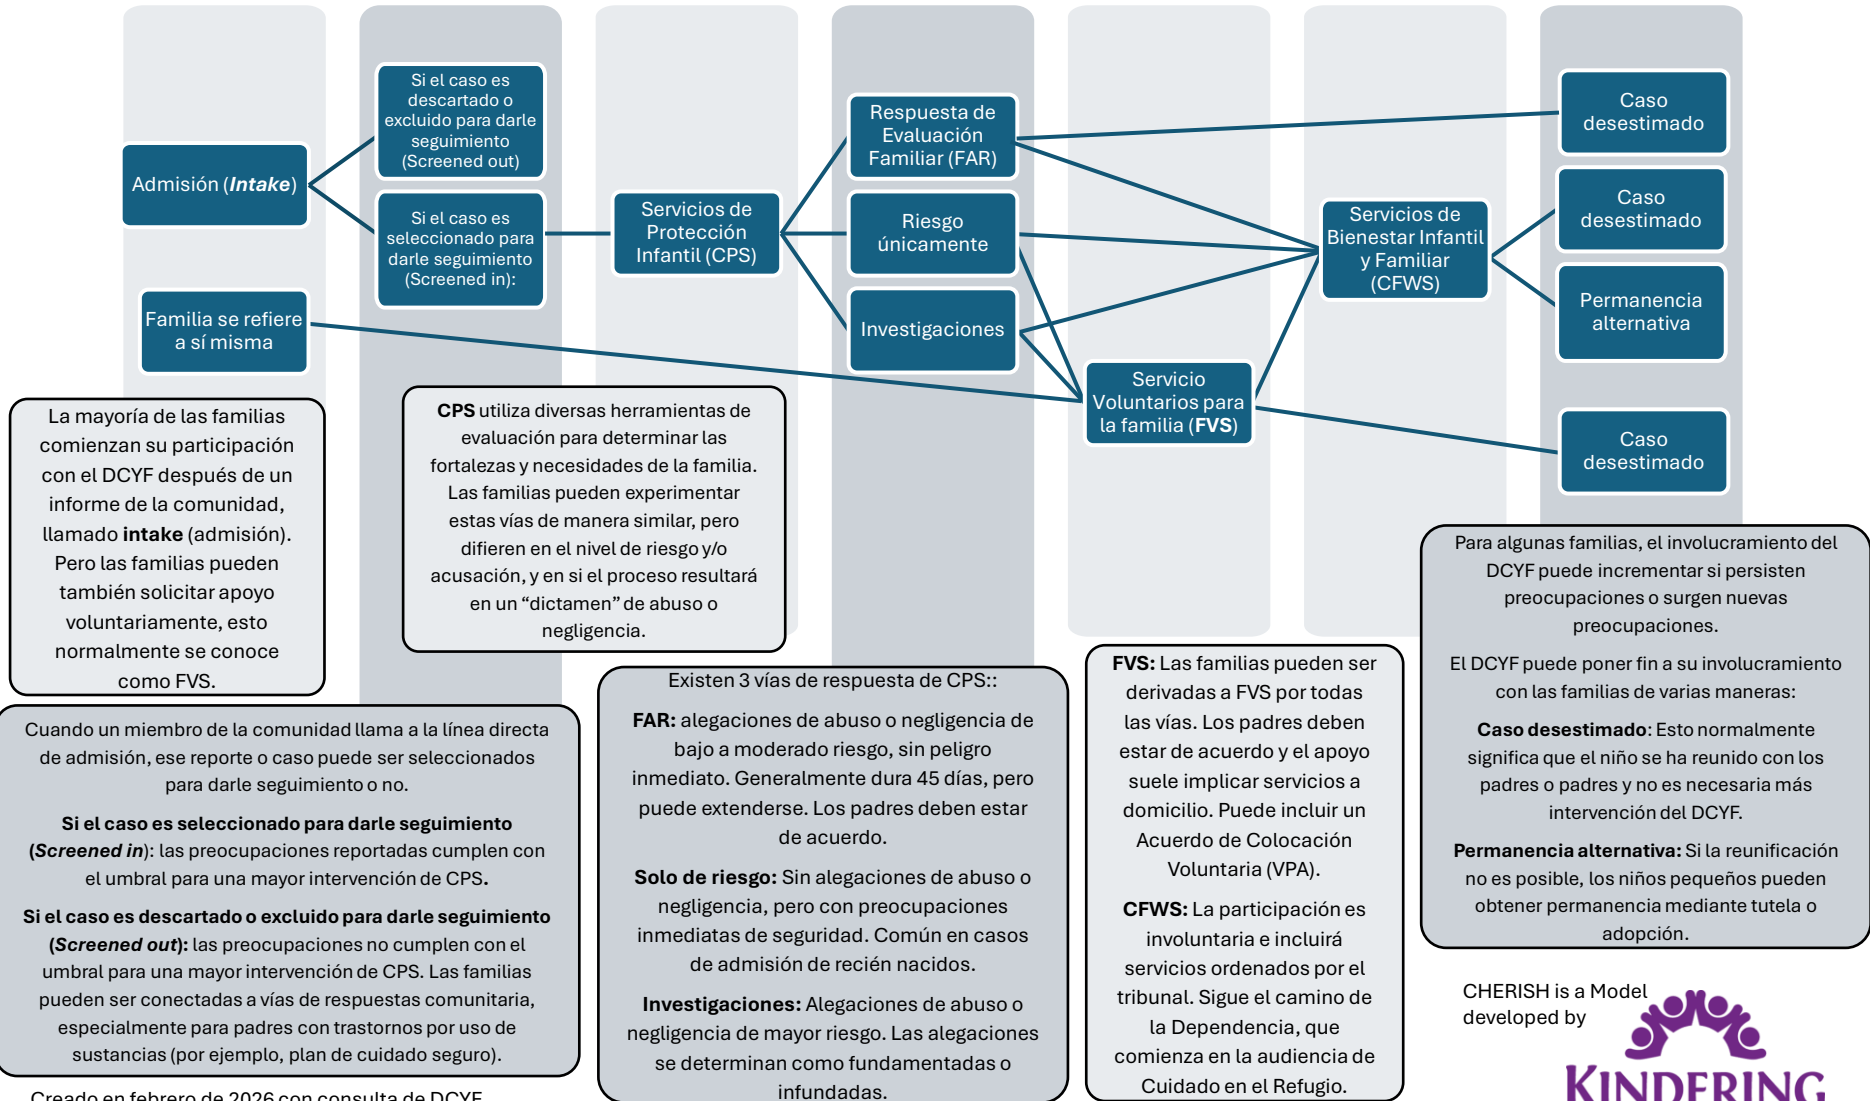 Admisión (Intake)
Familia se refiere
a sí misma
Si el caso es
descartado o
excluido para darle
seguimiento
(Screened out)
Si el caso es
seleccionado para
darle seguimiento
(Screened in):
Servicios de
Protección
Infantil (CPS)
Respuesta de
Evaluación
Familiar (FAR)
Riesgo
únicamente
Investigaciones
Servicio
Voluntarios para
la familia (FVS)
Servicios de
Bienestar Infantil
y Familiar
(CFWS)
Caso
desestimado
Caso
desestimado
Permanencia
alternativa
Caso
desestimado
La mayoría de las familias
comienzan su participación
con el DCYF después de un
informe de la comunidad,
llamado intake (admisión).
Pero las familias pueden
también solicitar apoyo
voluntariamente, esto
normalmente se conoce
como FVS.
Cuando un miembro de la comunidad llama a la línea directa
de admisión, ese reporte o caso puede ser seleccionados
para darle seguimiento o no.
Si el caso es seleccionado para darle seguimiento
(Screened in): las preocupaciones reportadas cumplen con
el umbral para una mayor intervención de CPS.
Si el caso es descartado o excluido para darle seguimiento
(Screened out): las preocupaciones no cumplen con el
umbral para una mayor intervención de CPS. Las familias
pueden ser conectadas a vías de respuestas comunitaria,
especialmente para padres con trastornos por uso de
sustancias (por ejemplo, plan de cuidado seguro).
Creado en febrero de 2026 con consulta de DCYF
CPS utiliza diversas herramientas de
evaluación para determinar las
fortalezas y necesidades de la familia.
Las familias pueden experimentar
estas vías de manera similar, pero
difieren en el nivel de riesgo y/o
acusación, y en si el proceso resultará
en un “dictamen” de abuso o
negligencia.
Existen 3 vías de respuesta de CPS::
FAR: alegaciones de abuso o negligencia de
bajo a moderado riesgo, sin peligro
inmediato. Generalmente dura 45 días, pero
puede extenderse. Los padres deben estar
de acuerdo.
Solo de riesgo: Sin alegaciones de abuso o
negligencia, pero con preocupaciones
inmediatas de seguridad. Común en casos
de admisión de recién nacidos.
Investigaciones: Alegaciones de abuso o
negligencia de mayor riesgo. Las alegaciones
se determinan como fundamentadas o
infundadas.
FVS: Las familias pueden ser
derivadas a FVS por todas
las vías. Los padres deben
estar de acuerdo y el apoyo
suele implicar servicios a
domicilio. Puede incluir un
Acuerdo de Colocación
Voluntaria (VPA).
CFWS: La participación es
involuntaria e incluirá
servicios ordenados por el
tribunal. Sigue el camino de
la Dependencia, que
comienza en la audiencia de
Cuidado en el Refugio.
Para algunas familias, el involucramiento del
DCYF puede incrementar si persisten
preocupaciones o surgen nuevas
preocupaciones.
El DCYF puede poner fin a su involucramiento
con las familias de varias maneras:
Caso desestimado: Esto normalmente
significa que el niño se ha reunido con los
padres o padres y no es necesaria más
intervención del DCYF.
Permanencia alternativa: Si la reunificación
no es posible, los niños pequeños pueden
obtener permanencia mediante tutela o
adopción.
CHERISH is a Model
developed by
KINDERING